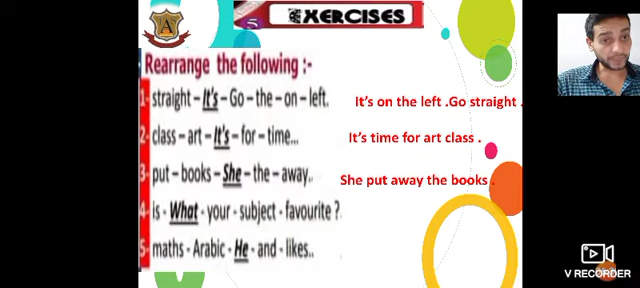 A
5
EXERCISES
Rearrange the following :-
1- straight – It's – Go – the – on – left.
It's on the left .Go straight .
2- class – art – It's – for – time...
It's time for art class .
3- put – books – She – the – away..
She put away the books .
4- is - What - your - subject - favourite ?
5- maths - Arabic - He - and - likes..
V RECORDER